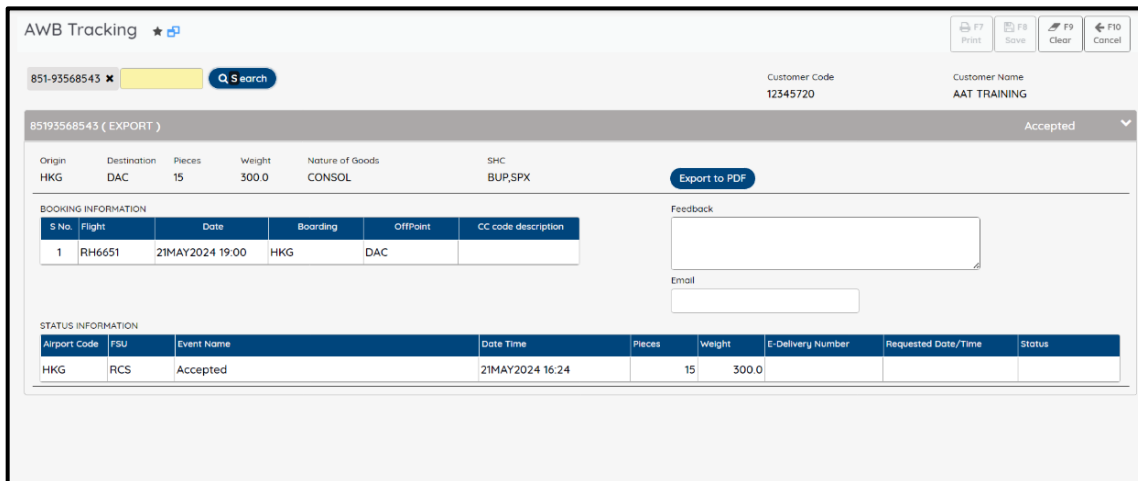 AWB Tracking
F7 Print
F8 Save
F9 Clear
F10 Cancel
851-93568543 ✖
Search
Customer Code
12345720
Customer Name
AAT TRAINING
85193568543 ( EXPORT )
Accepted
Origin Destination Pieces Weight Nature of Goods SHC
HKG DAC 15 300.0 CONSOL BUP,SPX
Export to PDF
BOOKING INFORMATION
S No. Flight Date Boarding OffPoint CC code description
1 RH6651 21MAY2024 19:00 HKG DAC
Feedback
Email
STATUS INFORMATION
Airport Code FSU Event Name Date Time Pieces Weight E-Delivery Number Requested Date/Time Status
HKG RCS Accepted 21MAY2024 16:24 15 300.0